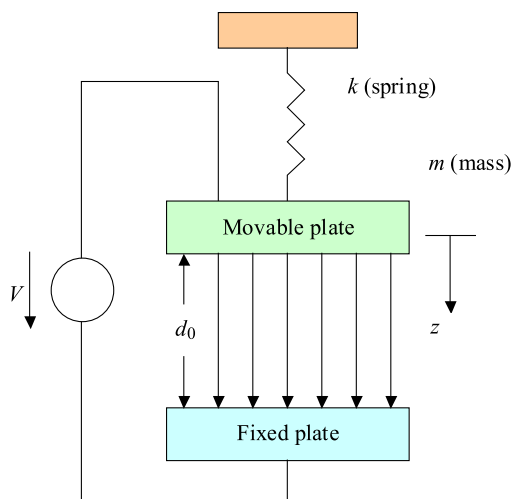 k (spring)
m (mass)
Movable plate
V
d0
z
Fixed plate